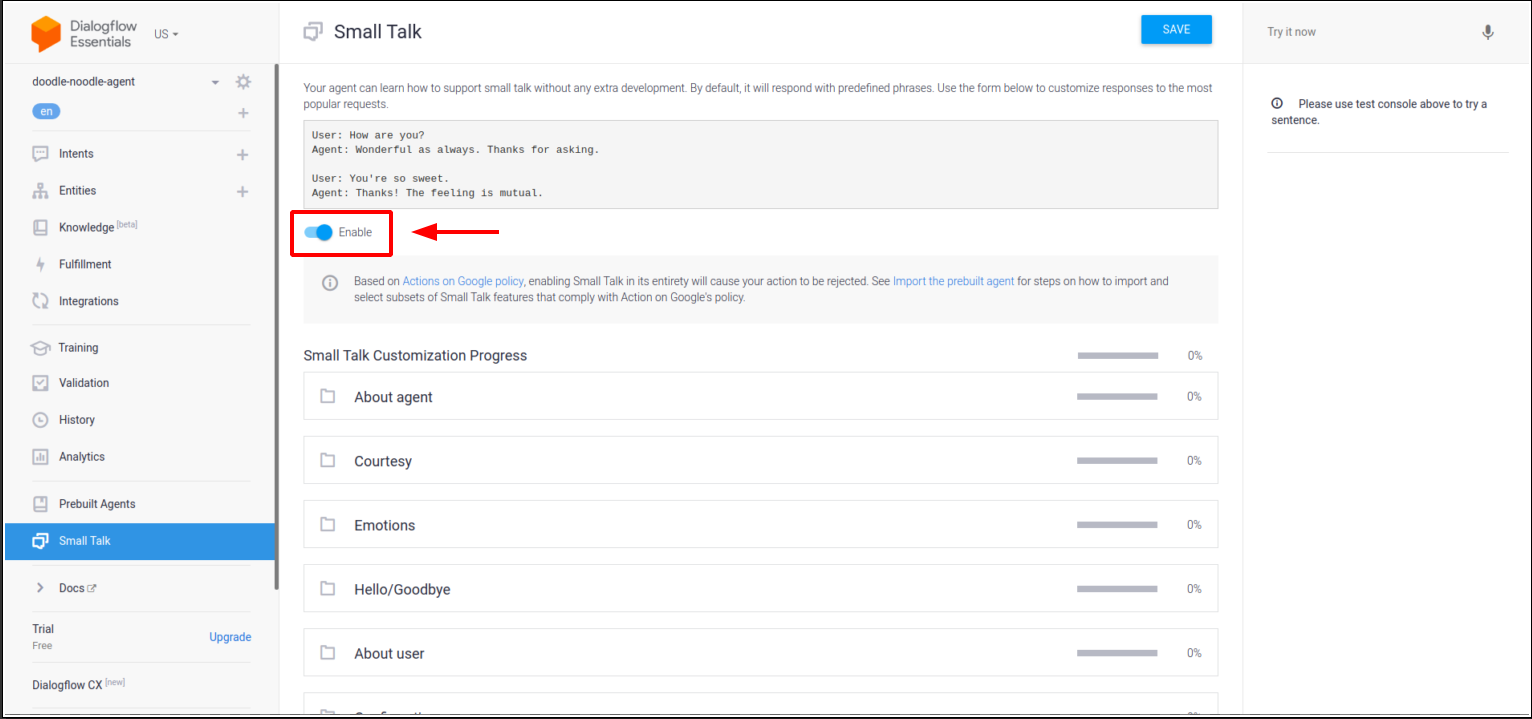 Dialogflow
Essentials
US
doodle-noodle-agent
en
Intents
Entities
Knowledge [beta]
Fulfillment
Integrations
Training
Validation
History
Analytics
Prebuilt Agents
Small Talk
Docs
Trial
Free
Upgrade
Dialogflow CX [new]
Small Talk
SAVE
Your agent can learn how to support small talk without any extra development. By default, it will respond with predefined phrases. Use the form below to customize responses to the most
popular requests.
User: How are you?
Agent: Wonderful as always. Thanks for asking.
User: You're so sweet.
Agent: Thanks! The feeling is mutual.
Enable
Based on Actions on Google policy, enabling Small Talk in its entirety will cause your action to be rejected. See Import the prebuilt agent for steps on how to import and
select subsets of Small Talk features that comply with Action on Google's policy.
Small Talk Customization Progress 0%
About agent 0%
Courtesy 0%
Emotions 0%
Hello/Goodbye 0%
About user 0%
Try it now
Please use test console above to try a
sentence.